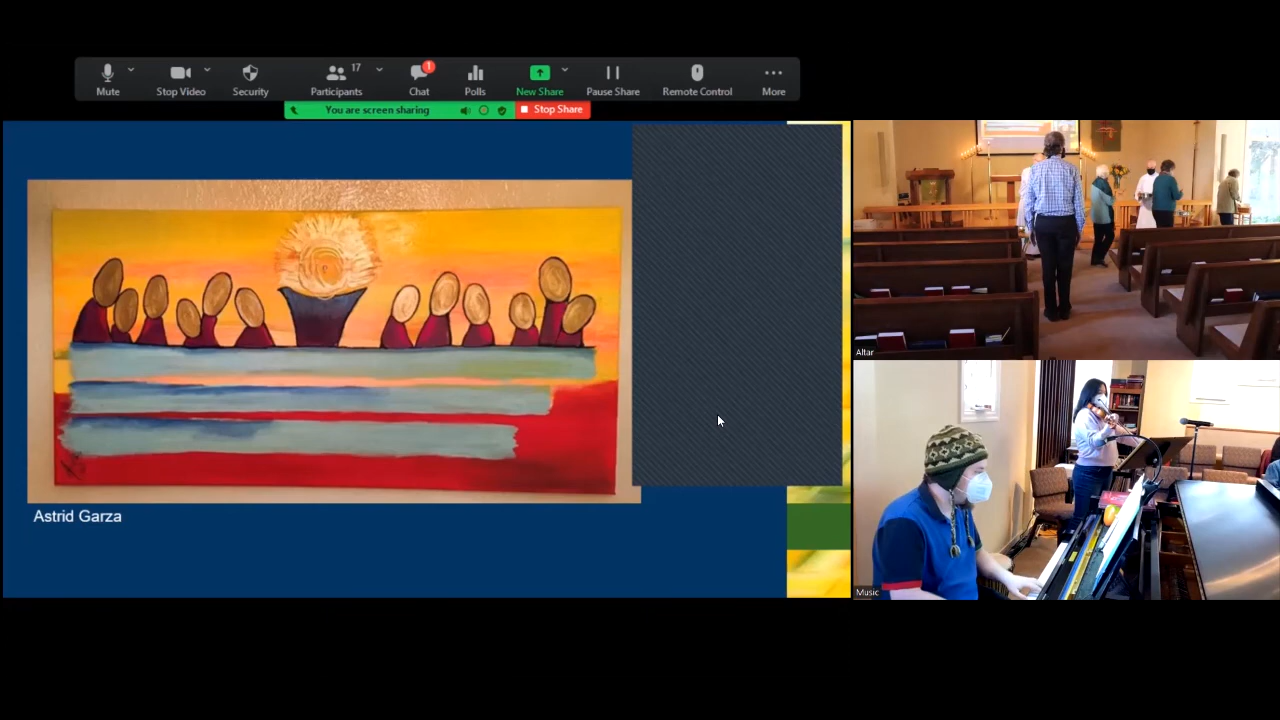 17
1
Mute
Stop Video
Security
Participants
Chat
Polls
New Share
Pause Share
Remote Control
More
You are screen sharing
Stop Share
Astrid Garza
Altar
Music